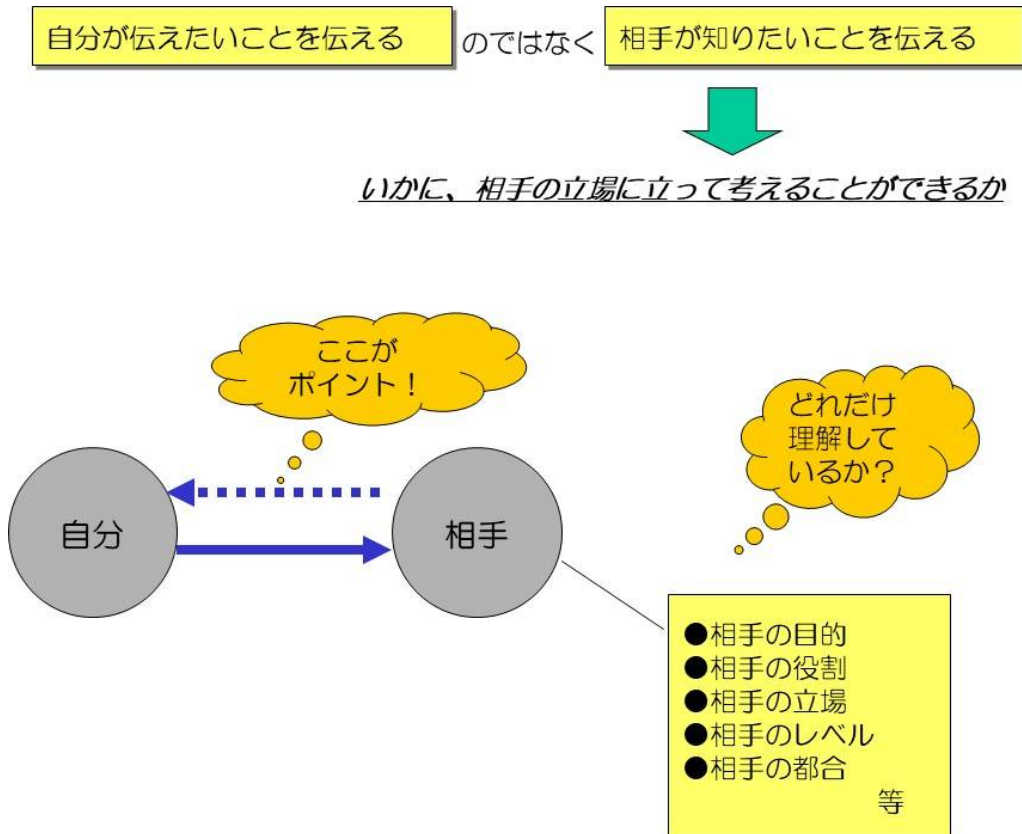 自分が伝えたいことを伝える のではなく 相手が知りたいことを伝える
いかに、相手の立場に立って考えることができるか
ここが
ポイント！
どれだけ
理解して
いるか？
自分
相手
●相手の目的
●相手の役割
●相手の立場
●相手のレベル
●相手の都合
等